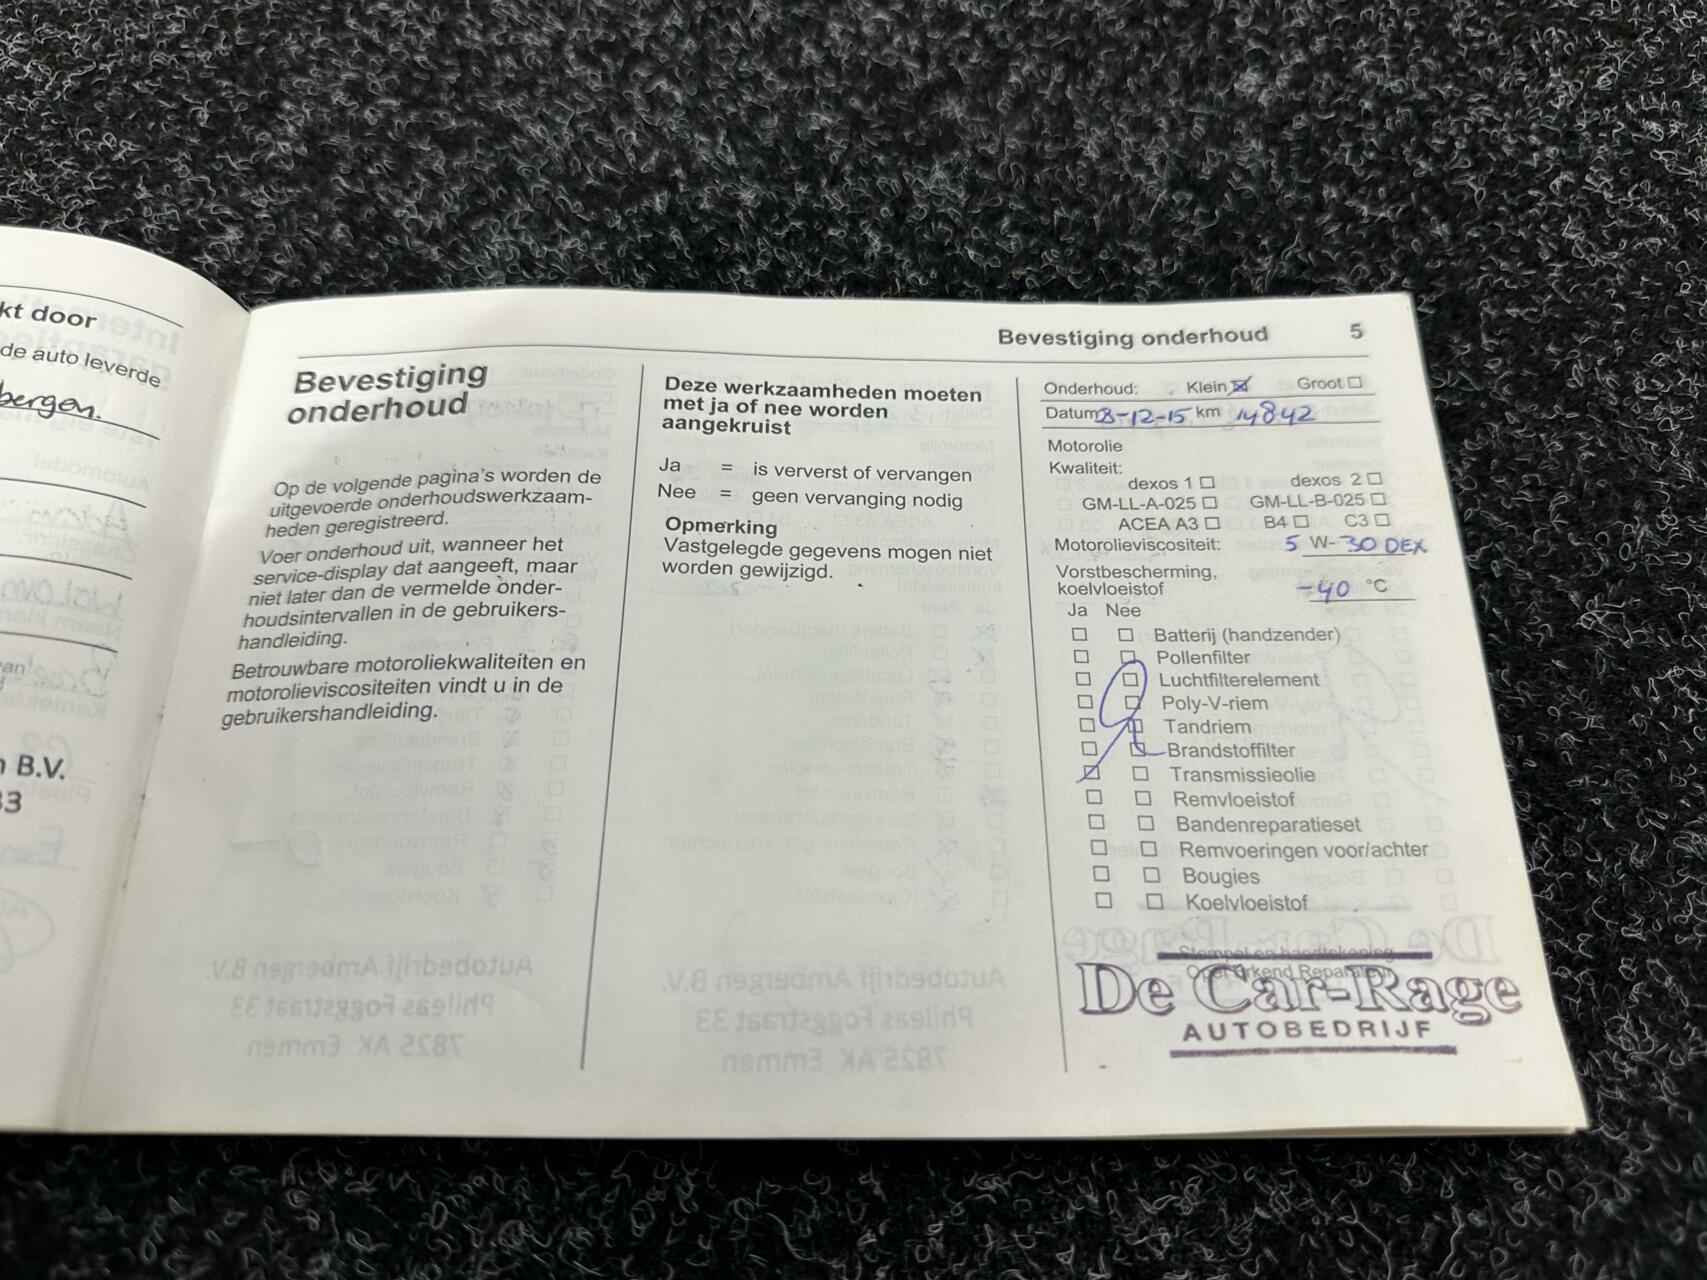 kt door
de auto leverde
bergen.
n B.V.
33
Bevestiging onderhoud 5
Bevestiging
onderhoud
Op de volgende pagina's worden de
uitgevoerde onderhoudswerkzaam-
heden geregistreerd.
Voer onderhoud uit, wanneer het
service-display dat aangeeft, maar
niet later dan de vermelde onder-
houdsintervallen in de gebruikers-
handleiding.
Betrouwbare motoroliekwaliteiten en
motorolieviscositeiten vindt u in de
gebruikershandleiding.
Deze werkzaamheden moeten
met ja of nee worden
aangekruist
Ja = is ververst of vervangen
Nee = geen vervanging nodig
Opmerking
Vastgelegde gegevens mogen niet
worden gewijzigd.
Onderhoud: Klein ☒ Groot ☐
Datum 8-12-15 km 14842
Motorolie
Kwaliteit:
dexos 1 ☐ dexos 2 ☐
GM-LL-A-025 ☐ GM-LL-B-025 ☐
ACEA A3 ☐ B4 ☐ C3 ☐
Motorolieviscositeit: 5 W- 30 DEX
Vorstbescherming,
koelvloeistof -40 °C
Ja Nee
☐ ☐ Batterij (handzender)
☐ ☐ Pollenfilter
☐ ☐ Luchtfilterelement
☐ ☐ Poly-V-riem
☐ ☐ Tandriem
☐ ☐ Brandstoffilter
☐ ☐ Transmissieolie
☐ ☐ Remvloeistof
☐ ☐ Bandenreparatieset
☐ ☐ Remvoeringen voor/achter
☐ ☐ Bougies
☐ ☐ Koelvloeistof
Stempel en handtekening
Opel Erkend Reparateur
De Car-Rage
AUTOBEDRIJF